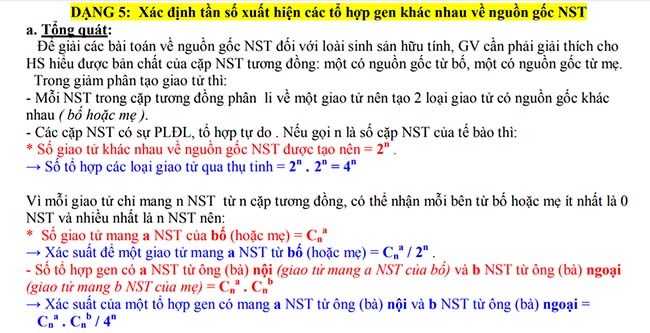 DẠNG 5: Xác định tần số xuất hiện các tổ hợp gen khác nhau về nguồn gốc NST
a. Tổng quát:
Để giải các bài toán về nguồn gốc NST đối với loài sinh sản hữu tính, GV cần phải giải thích cho
HS hiểu được bản chất của cặp NST tương đồng: một có nguồn gốc từ bố, một có nguồn gốc từ mẹ.
Trong giảm phân tạo giao tử thì:
- Mỗi NST trong cặp tương đồng phân li về một giao tử nên tạo 2 loại giao tử có nguồn gốc khác
nhau ( bố hoặc mẹ ).
- Các cặp NST có sự PLĐL, tổ hợp tự do . Nếu gọi n là số cặp NST của tế bào thì:
* Số giao tử khác nhau về nguồn gốc NST được tạo nên = 2ⁿ .
→ Số tổ hợp các loại giao tử qua thụ tinh = 2ⁿ . 2ⁿ = 4ⁿ
Vì mỗi giao tử chỉ mang n NST từ n cặp tương đồng, có thể nhận mỗi bên từ bố hoặc mẹ ít nhất là 0
NST và nhiều nhất là n NST nên:
* Số giao tử mang a NST của bố (hoặc mẹ) = Cₙᵃ
→ Xác suất để một giao tử mang a NST từ bố (hoặc mẹ) = Cₙᵃ / 2ⁿ .
- Số tổ hợp gen có a NST từ ông (bà) nội (giao tử mang a NST của bố) và b NST từ ông (bà) ngoại
(giao tử mang b NST của mẹ) = Cₙᵃ . Cₙᵇ
→ Xác suất của một tổ hợp gen có mang a NST từ ông (bà) nội và b NST từ ông (bà) ngoại =
Cₙᵃ . Cₙᵇ / 4ⁿ